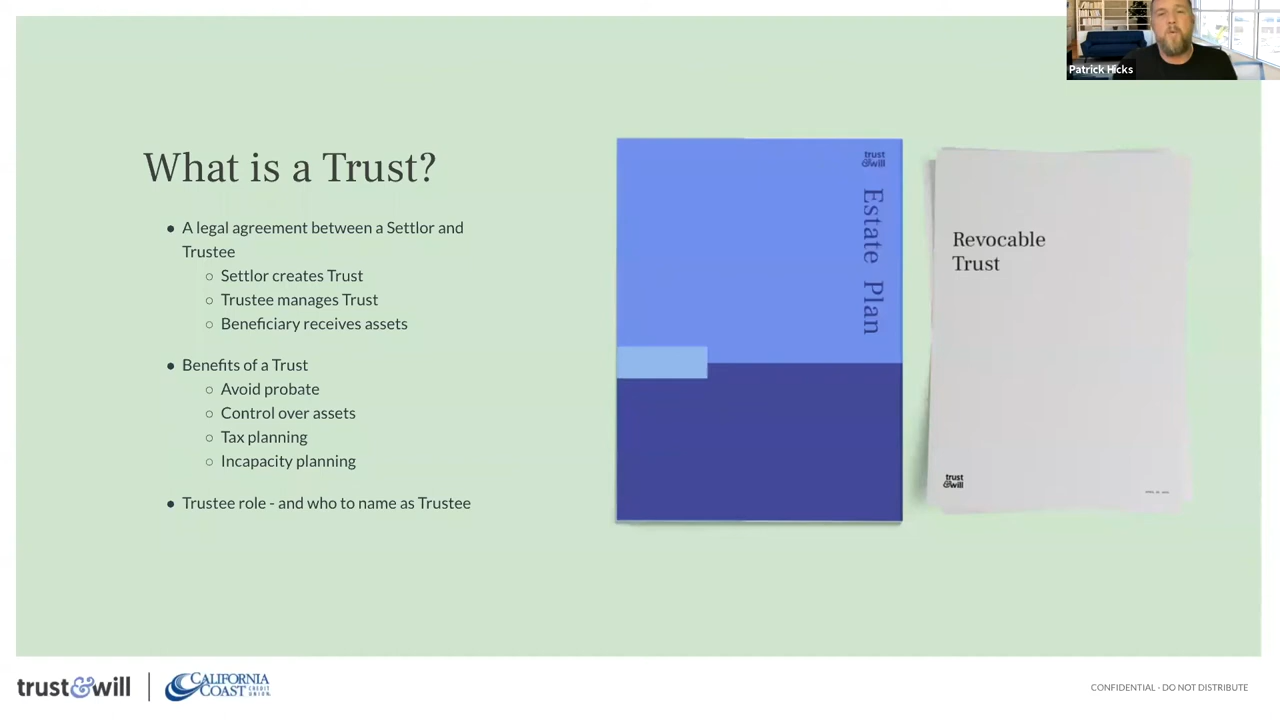 Patrick Hicks
What is a Trust?
● A legal agreement between a Settlor and
Trustee
○ Settlor creates Trust
○ Trustee manages Trust
○ Beneficiary receives assets
● Benefits of a Trust
○ Avoid probate
○ Control over assets
○ Tax planning
○ Incapacity planning
● Trustee role - and who to name as Trustee
trust
&will
Estate Plan
Revocable
Trust
trust
&will
trust&will
CALIFORNIA
COAST CREDIT
UNION
CONFIDENTIAL - DO NOT DISTRIBUTE